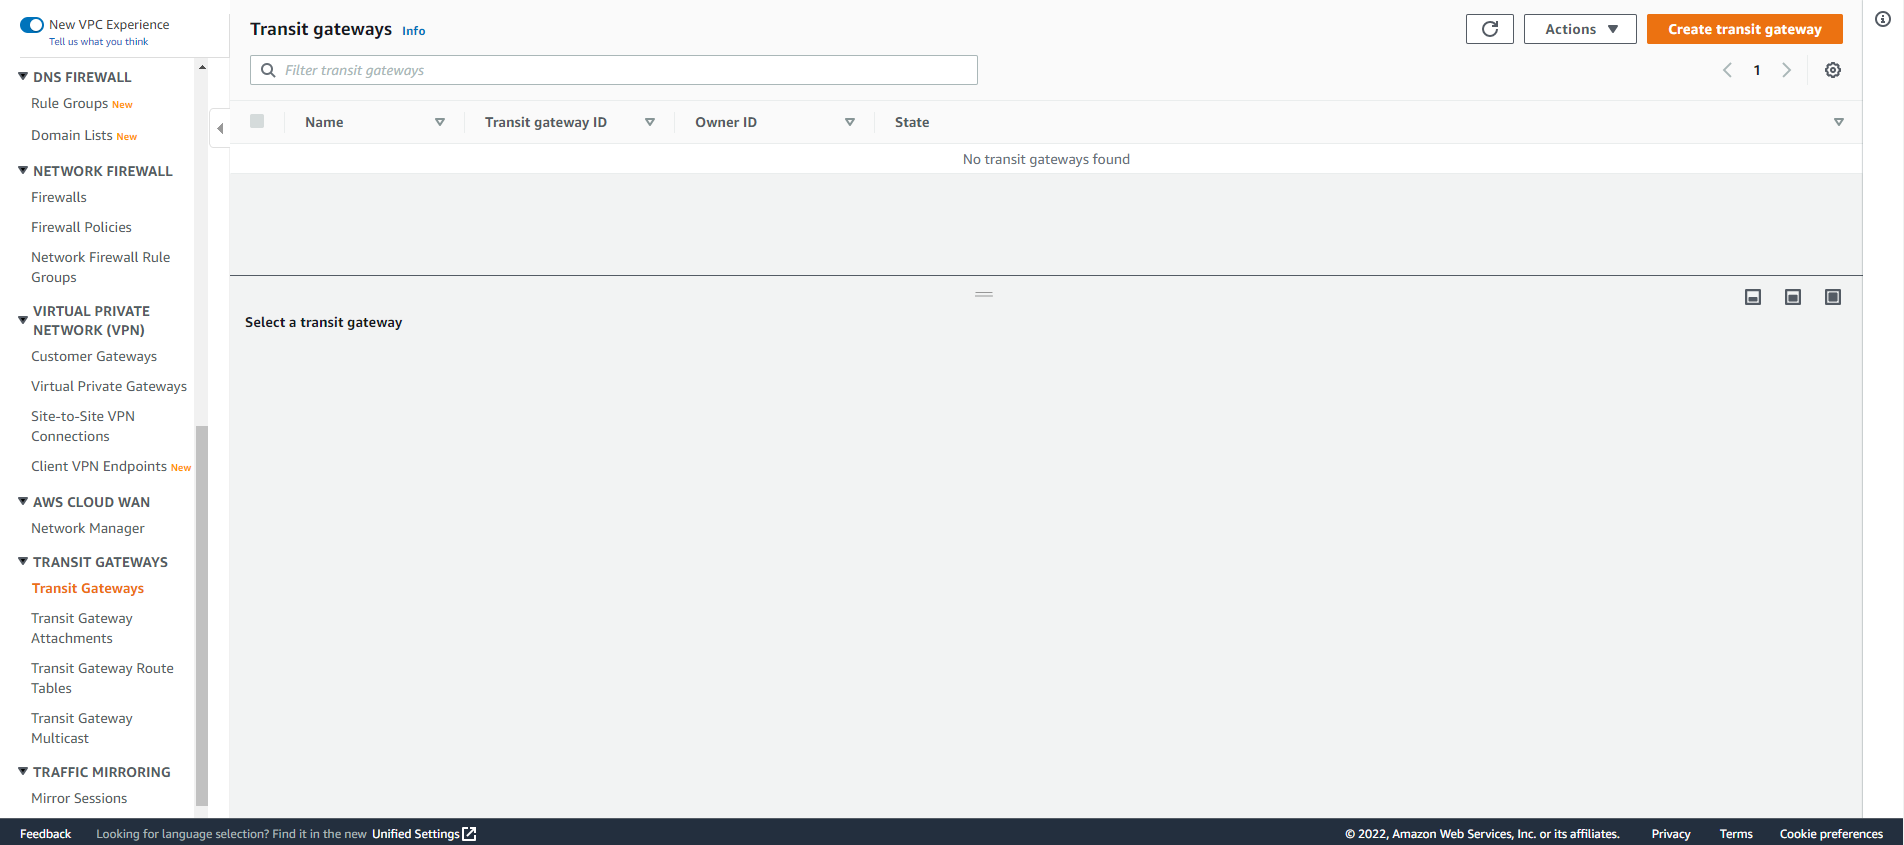 New VPC Experience
Tell us what you think
DNS FIREWALL
Rule Groups New
Domain Lists New
NETWORK FIREWALL
Firewalls
Firewall Policies
Network Firewall Rule
Groups
VIRTUAL PRIVATE
NETWORK (VPN)
Customer Gateways
Virtual Private Gateways
Site-to-Site VPN
Connections
Client VPN Endpoints New
AWS CLOUD WAN
Network Manager
TRANSIT GATEWAYS
Transit Gateways
Transit Gateway
Attachments
Transit Gateway Route
Tables
Transit Gateway
Multicast
TRAFFIC MIRRORING
Mirror Sessions
Transit gateways Info
Actions
Create transit gateway
Filter transit gateways
1
Name Transit gateway ID Owner ID State
No transit gateways found
Select a transit gateway
Feedback Looking for language selection? Find it in the new Unified Settings © 2022, Amazon Web Services, Inc. or its affiliates. Privacy Terms Cookie preferences